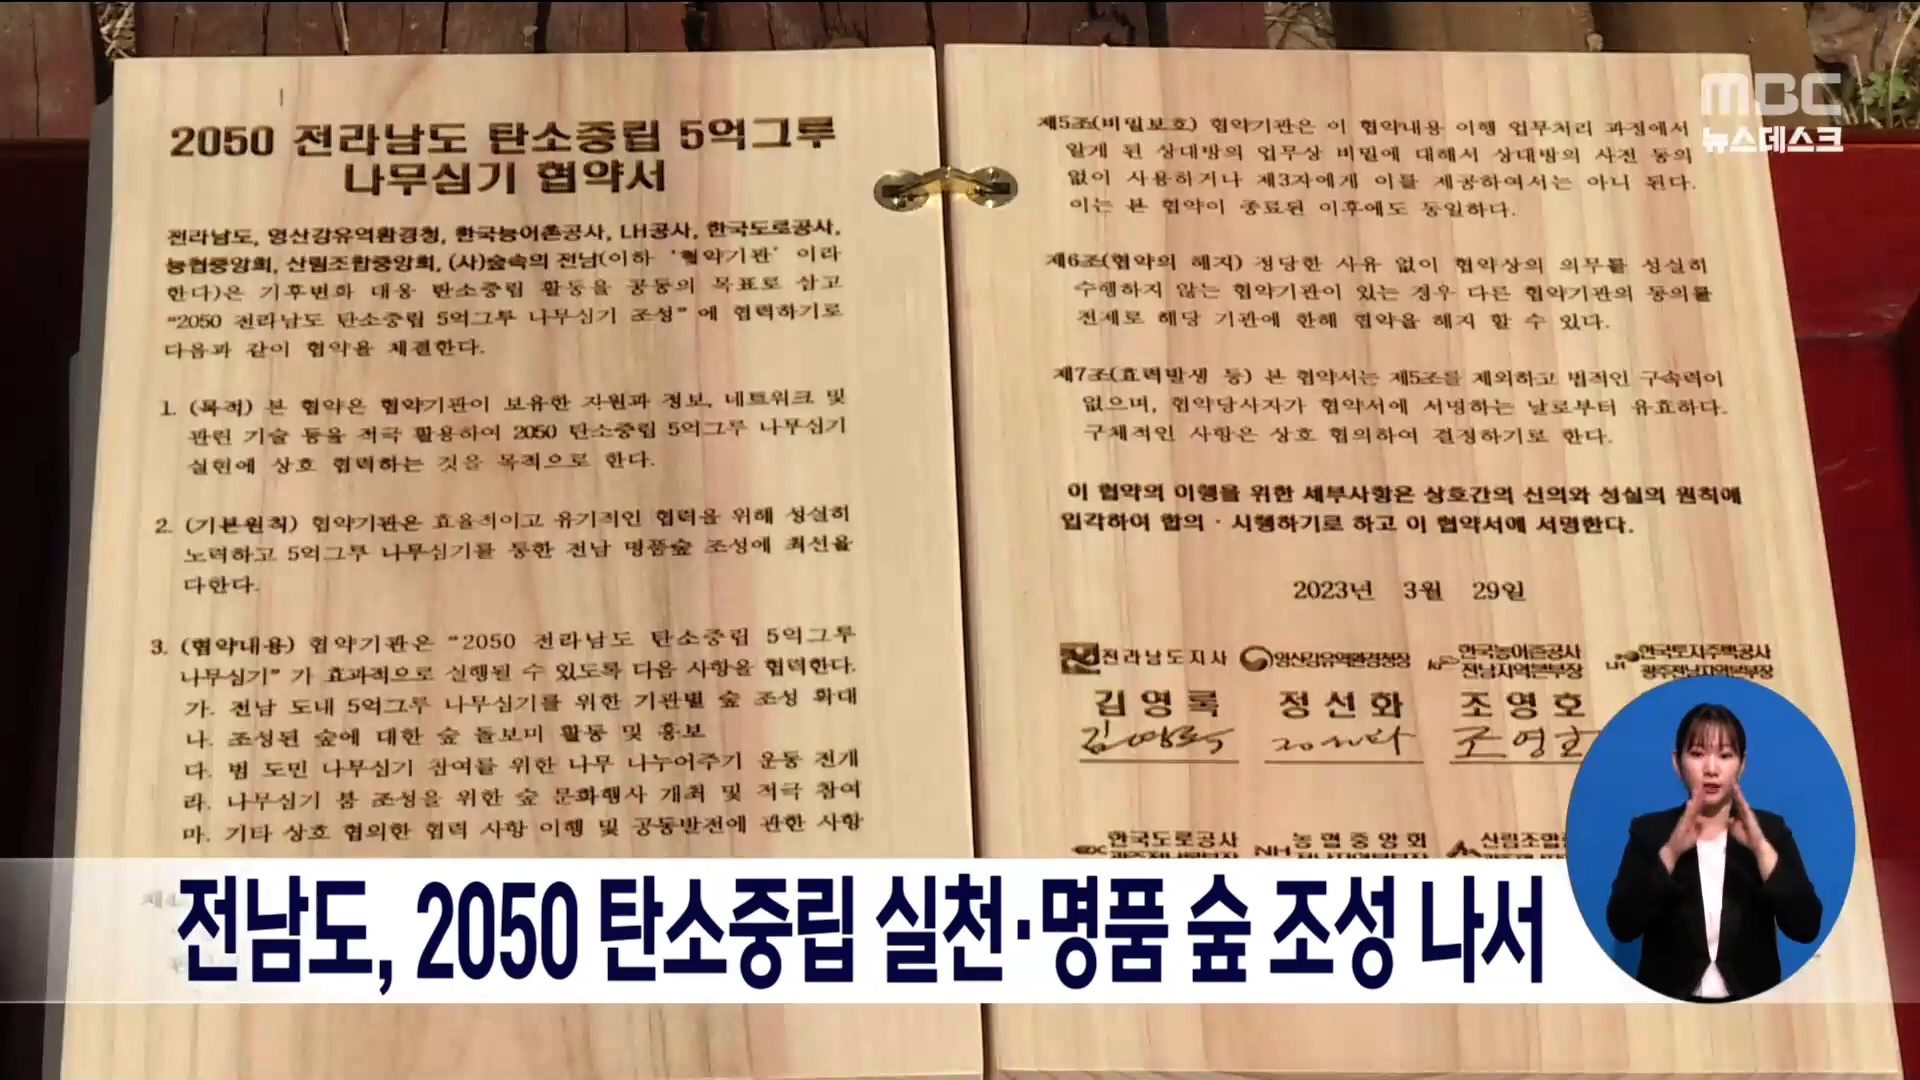 2050 전라남도 탄소중립 5억그루
나무심기 협약서
전라남도, 영산강유역환경청, 한국농어촌공사, LH공사, 한국도로공사,
농협중앙회, 산림조합중앙회, (사)숲속의 전남(이하 '협약기관' 이라
한다)은 기후변화 대응 탄소중립 활동을 공동의 목표로 삼고
"2050 전라남도 탄소중립 5억그루 나무심기 조성" 에 협력하기로
다음과 같이 협약을 체결한다.
1. (목적) 본 협약은 협약기관이 보유한 자원과 정보, 네트워크 및
관련 기술 등을 적극 활용하여 2050 탄소중립 5억그루 나무심기
실현에 상호 협력하는 것을 목적으로 한다.
2. (기본원칙) 협약기관은 효율적이고 유기적인 협력을 위해 성실히
노력하고 5억그루 나무심기를 통한 전남 명품숲 조성에 최선을
다한다.
3. (협약내용) 협약기관은 "2050 전라남도 탄소중립 5억그루
나무심기" 가 효과적으로 실행될 수 있도록 다음 사항을 협력한다.
가. 전남 도내 5억그루 나무심기를 위한 기관별 숲 조성 확대
나. 조성된 숲에 대한 숲 돌보미 활동 및 홍보
다. 범 도민 나무심기 참여를 위한 나무 나누어주기 운동 전개
라. 나무심기 붐 조성을 위한 숲 문화행사 개최 및 적극 참여
마. 기타 상호 협의한 협력 사항 이행 및 공동발전에 관한 사항
제5조(비밀보호) 협약기관은 이 협약내용 이행 업무처리 과정에서
알게 된 상대방의 업무상 비밀에 대해서 상대방의 사전 동의
없이 사용하거나 제3자에게 이를 제공하여서는 아니 된다.
이는 본 협약이 종료된 이후에도 동일하다.
제6조(협약의 해지) 정당한 사유 없이 협약상의 의무를 성실히
수행하지 않는 협약기관이 있는 경우 다른 협약기관의 동의를
전제로 해당 기관에 한해 협약을 해지 할 수 있다.
제7조(효력발생 등) 본 협약서는 제5조를 제외하고 법적인 구속력이
없으며, 협약당사자가 협약서에 서명하는 날로부터 유효하다.
구체적인 사항은 상호 협의하여 결정하기로 한다.
이 협약의 이행을 위한 세부사항은 상호간의 신의와 성실의 원칙에
입각하여 합의 · 시행하기로 하고 이 협약서에 서명한다.
2023년 3월 29일
전라남도지사 영산강유역환경청장 한국농어촌공사 LH 한국토지주택공사
전남지역본부장 광주전남지역본부장
김영록 정선화 조영호
김영록 정선화 조영호
한국도로공사 NH 농협중앙회 산림조합
MBC
뉴스데스크
전남도, 2050 탄소중립 실천·명품 숲 조성 나서